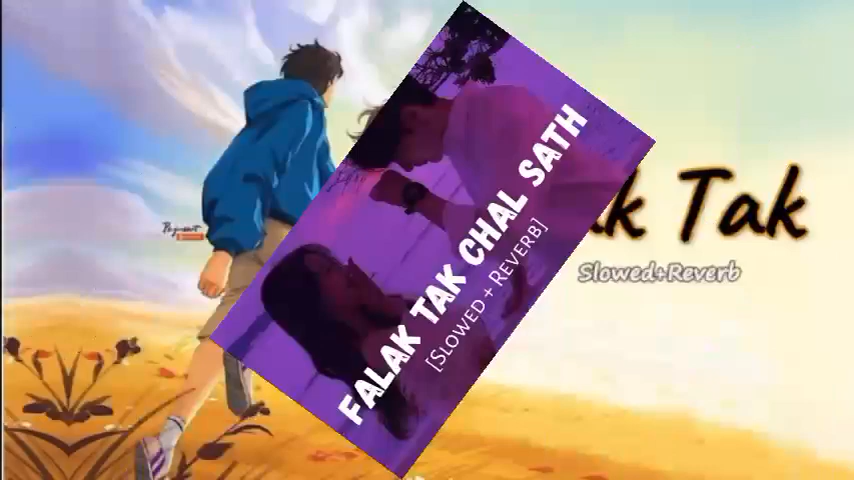 FALAK TAK CHAL SATH
[SLOWED + REVERB]
Tak
Slowed+Reverb